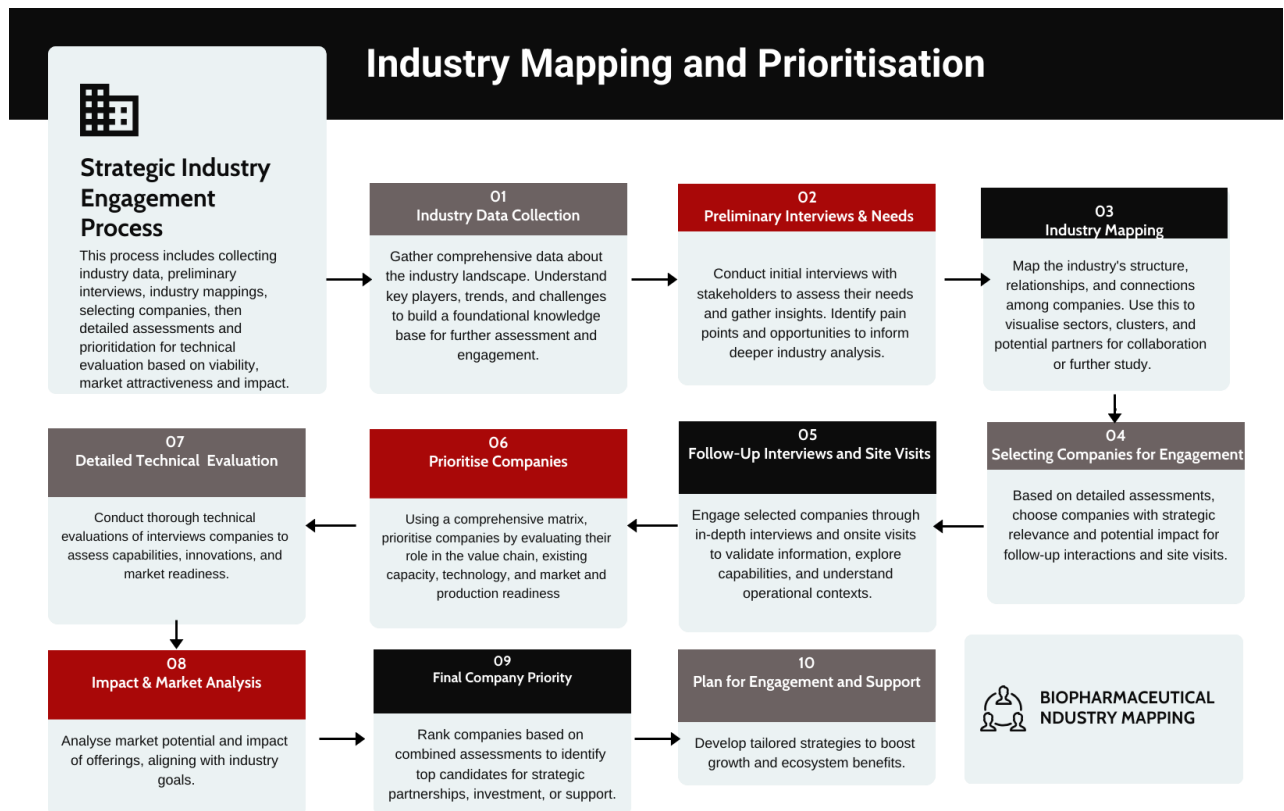 Industry Mapping and Prioritisation
Strategic Industry
Engagement
Process
This process includes collecting
industry data, preliminary
interviews, industry mappings,
selecting companies, then
detailed assessments and
prioritidation for technical
evaluation based on viability,
market attractiveness and impact.
01
Industry Data Collection
Gather comprehensive data about
the industry landscape. Understand
key players, trends, and challenges
to build a foundational knowledge
base for further assessment and
engagement.
02
Preliminary Interviews & Needs
Conduct initial interviews with
stakeholders to assess their needs
and gather insights. Identify pain
points and opportunities to inform
deeper industry analysis.
03
Industry Mapping
Map the industry's structure,
relationships, and connections
among companies. Use this to
visualise sectors, clusters, and
potential partners for collaboration
or further study.
04
Selecting Companies for Engagement
Based on detailed assessments,
choose companies with strategic
relevance and potential impact for
follow-up interactions and site visits.
05
Follow-Up Interviews and Site Visits
Engage selected companies through
in-depth interviews and onsite visits
to validate information, explore
capabilities, and understand
operational contexts.
06
Prioritise Companies
Using a comprehensive matrix,
prioritise companies by evaluating their
role in the value chain, existing
capacity, technology, and market and
production readiness
07
Detailed Technical Evaluation
Conduct thorough technical
evaluations of interviews companies to
assess capabilities, innovations, and
market readiness.
08
Impact & Market Analysis
Analyse market potential and impact
of offerings, aligning with industry
goals.
09
Final Company Priority
Rank companies based on
combined assessments to identify
top candidates for strategic
partnerships, investment, or support.
10
Plan for Engagement and Support
Develop tailored strategies to boost
growth and ecosystem benefits.
BIOPHARMACEUTICAL
NDUSTRY MAPPING